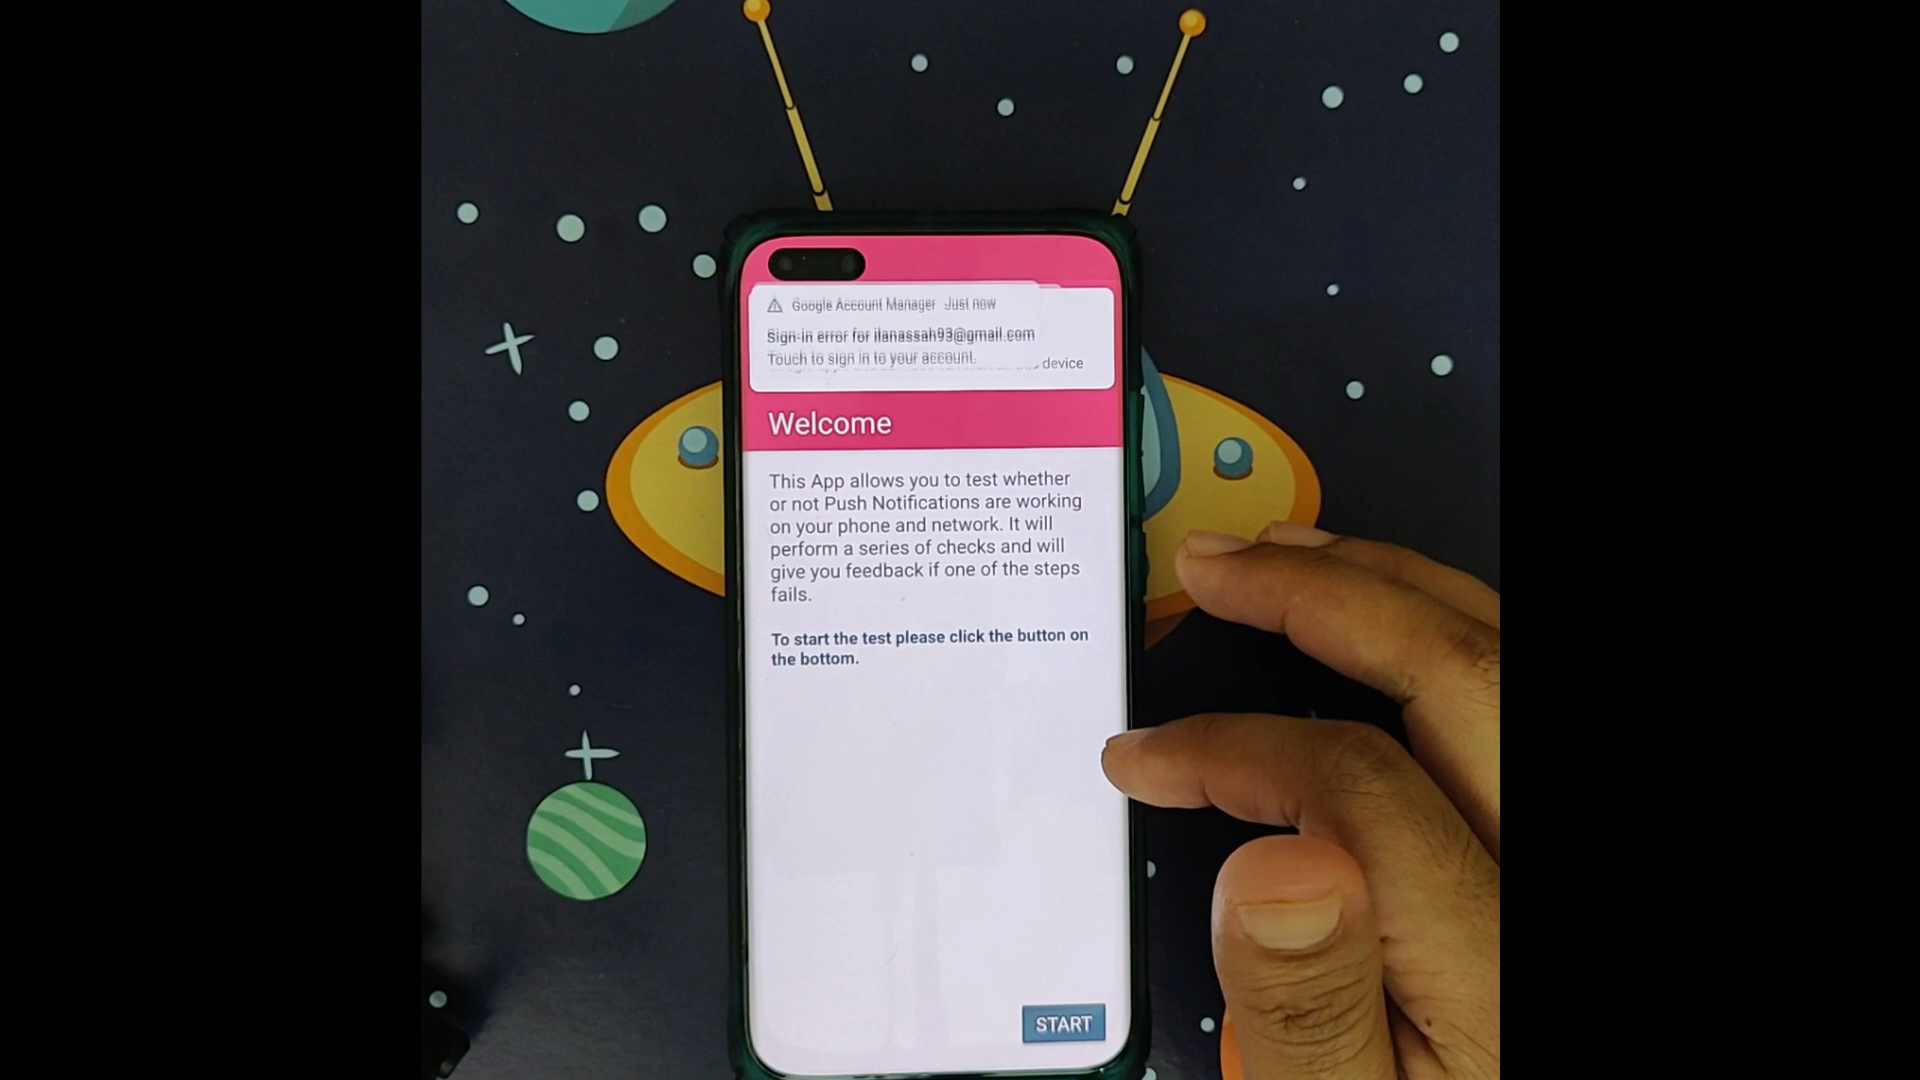 Google Account Manager Just now
Sign-in error for ilanassah93@gmail.com
Touch to sign in to your account.
device
Welcome
This App allows you to test whether
or not Push Notifications are working
on your phone and network. It will
perform a series of checks and will
give you feedback if one of the steps
fails.
To start the test please click the button on
the bottom.
START